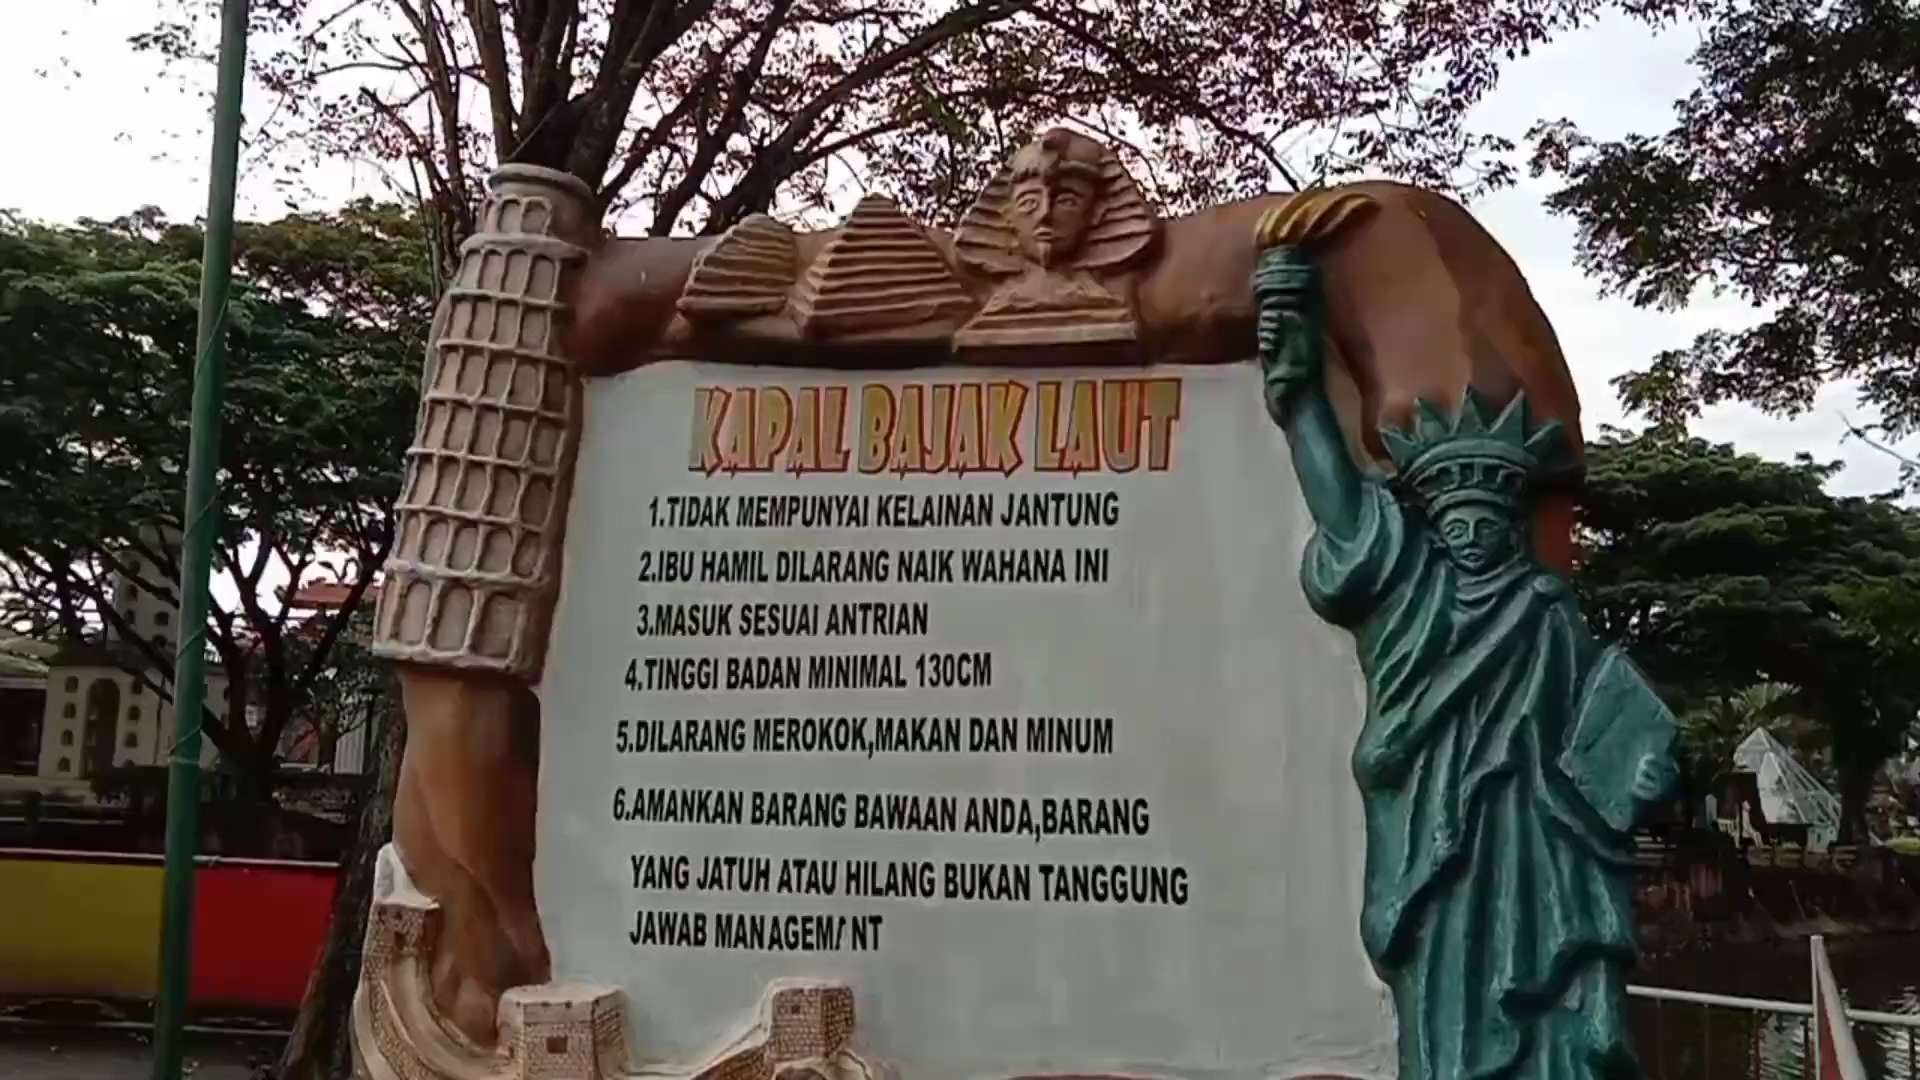 KAPAL BAJAK LAUT
1.TIDAK MEMPUNYAI KELAINAN JANTUNG
2.IBU HAMIL DILARANG NAIK WAHANA INI
3.MASUK SESUAI ANTRIAN
4.TINGGI BADAN MINIMAL 130CM
5.DILARANG MEROKOK,MAKAN DAN MINUM
6.AMANKAN BARANG BAWAAN ANDA,BARANG
YANG JATUH ATAU HILANG BUKAN TANGGUNG
JAWAB MANAGEMENT